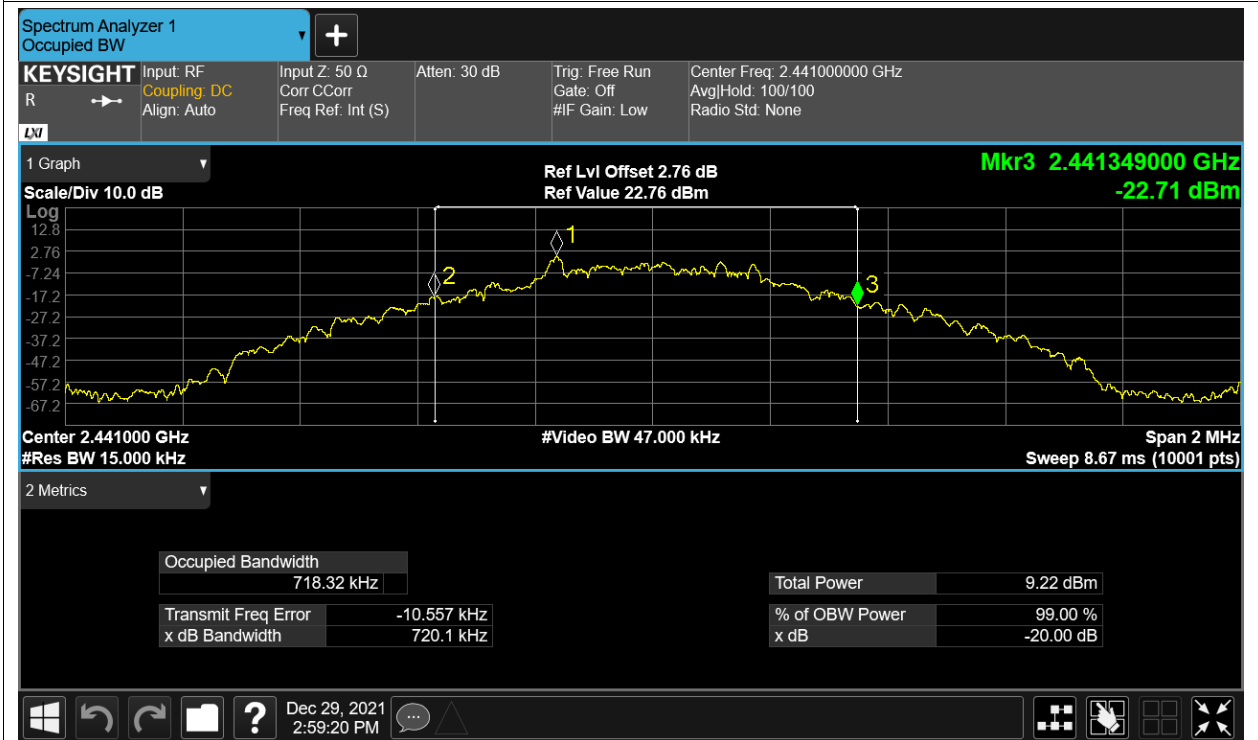 Spectrum Analyzer 1
Occupied BW
+
KEYSIGHT
R
LXI
Input: RF
Coupling: DC
Align: Auto
Input Z: 50 Ω
Corr CCorr
Freq Ref: Int (S)
Atten: 30 dB
Trig: Free Run
Gate: Off
#IF Gain: Low
Center Freq: 2.441000000 GHz
Avg|Hold: 100/100
Radio Std: None
1 Graph
Scale/Div 10.0 dB
Ref Lvl Offset 2.76 dB
Ref Value 22.76 dBm
Mkr3 2.441349000 GHz
-22.71 dBm
Log
12.8
2.76
-7.24
-17.2
-27.2
-37.2
-47.2
-57.2
-67.2
1
2
3
Center 2.441000 GHz
#Res BW 15.000 kHz
#Video BW 47.000 kHz
Span 2 MHz
Sweep 8.67 ms (10001 pts)
2 Metrics
Occupied Bandwidth
718.32 kHz
Transmit Freq Error -10.557 kHz
x dB Bandwidth 720.1 kHz
Total Power 9.22 dBm
% of OBW Power 99.00 %
x dB -20.00 dB
?
Dec 29, 2021
2:59:20 PM